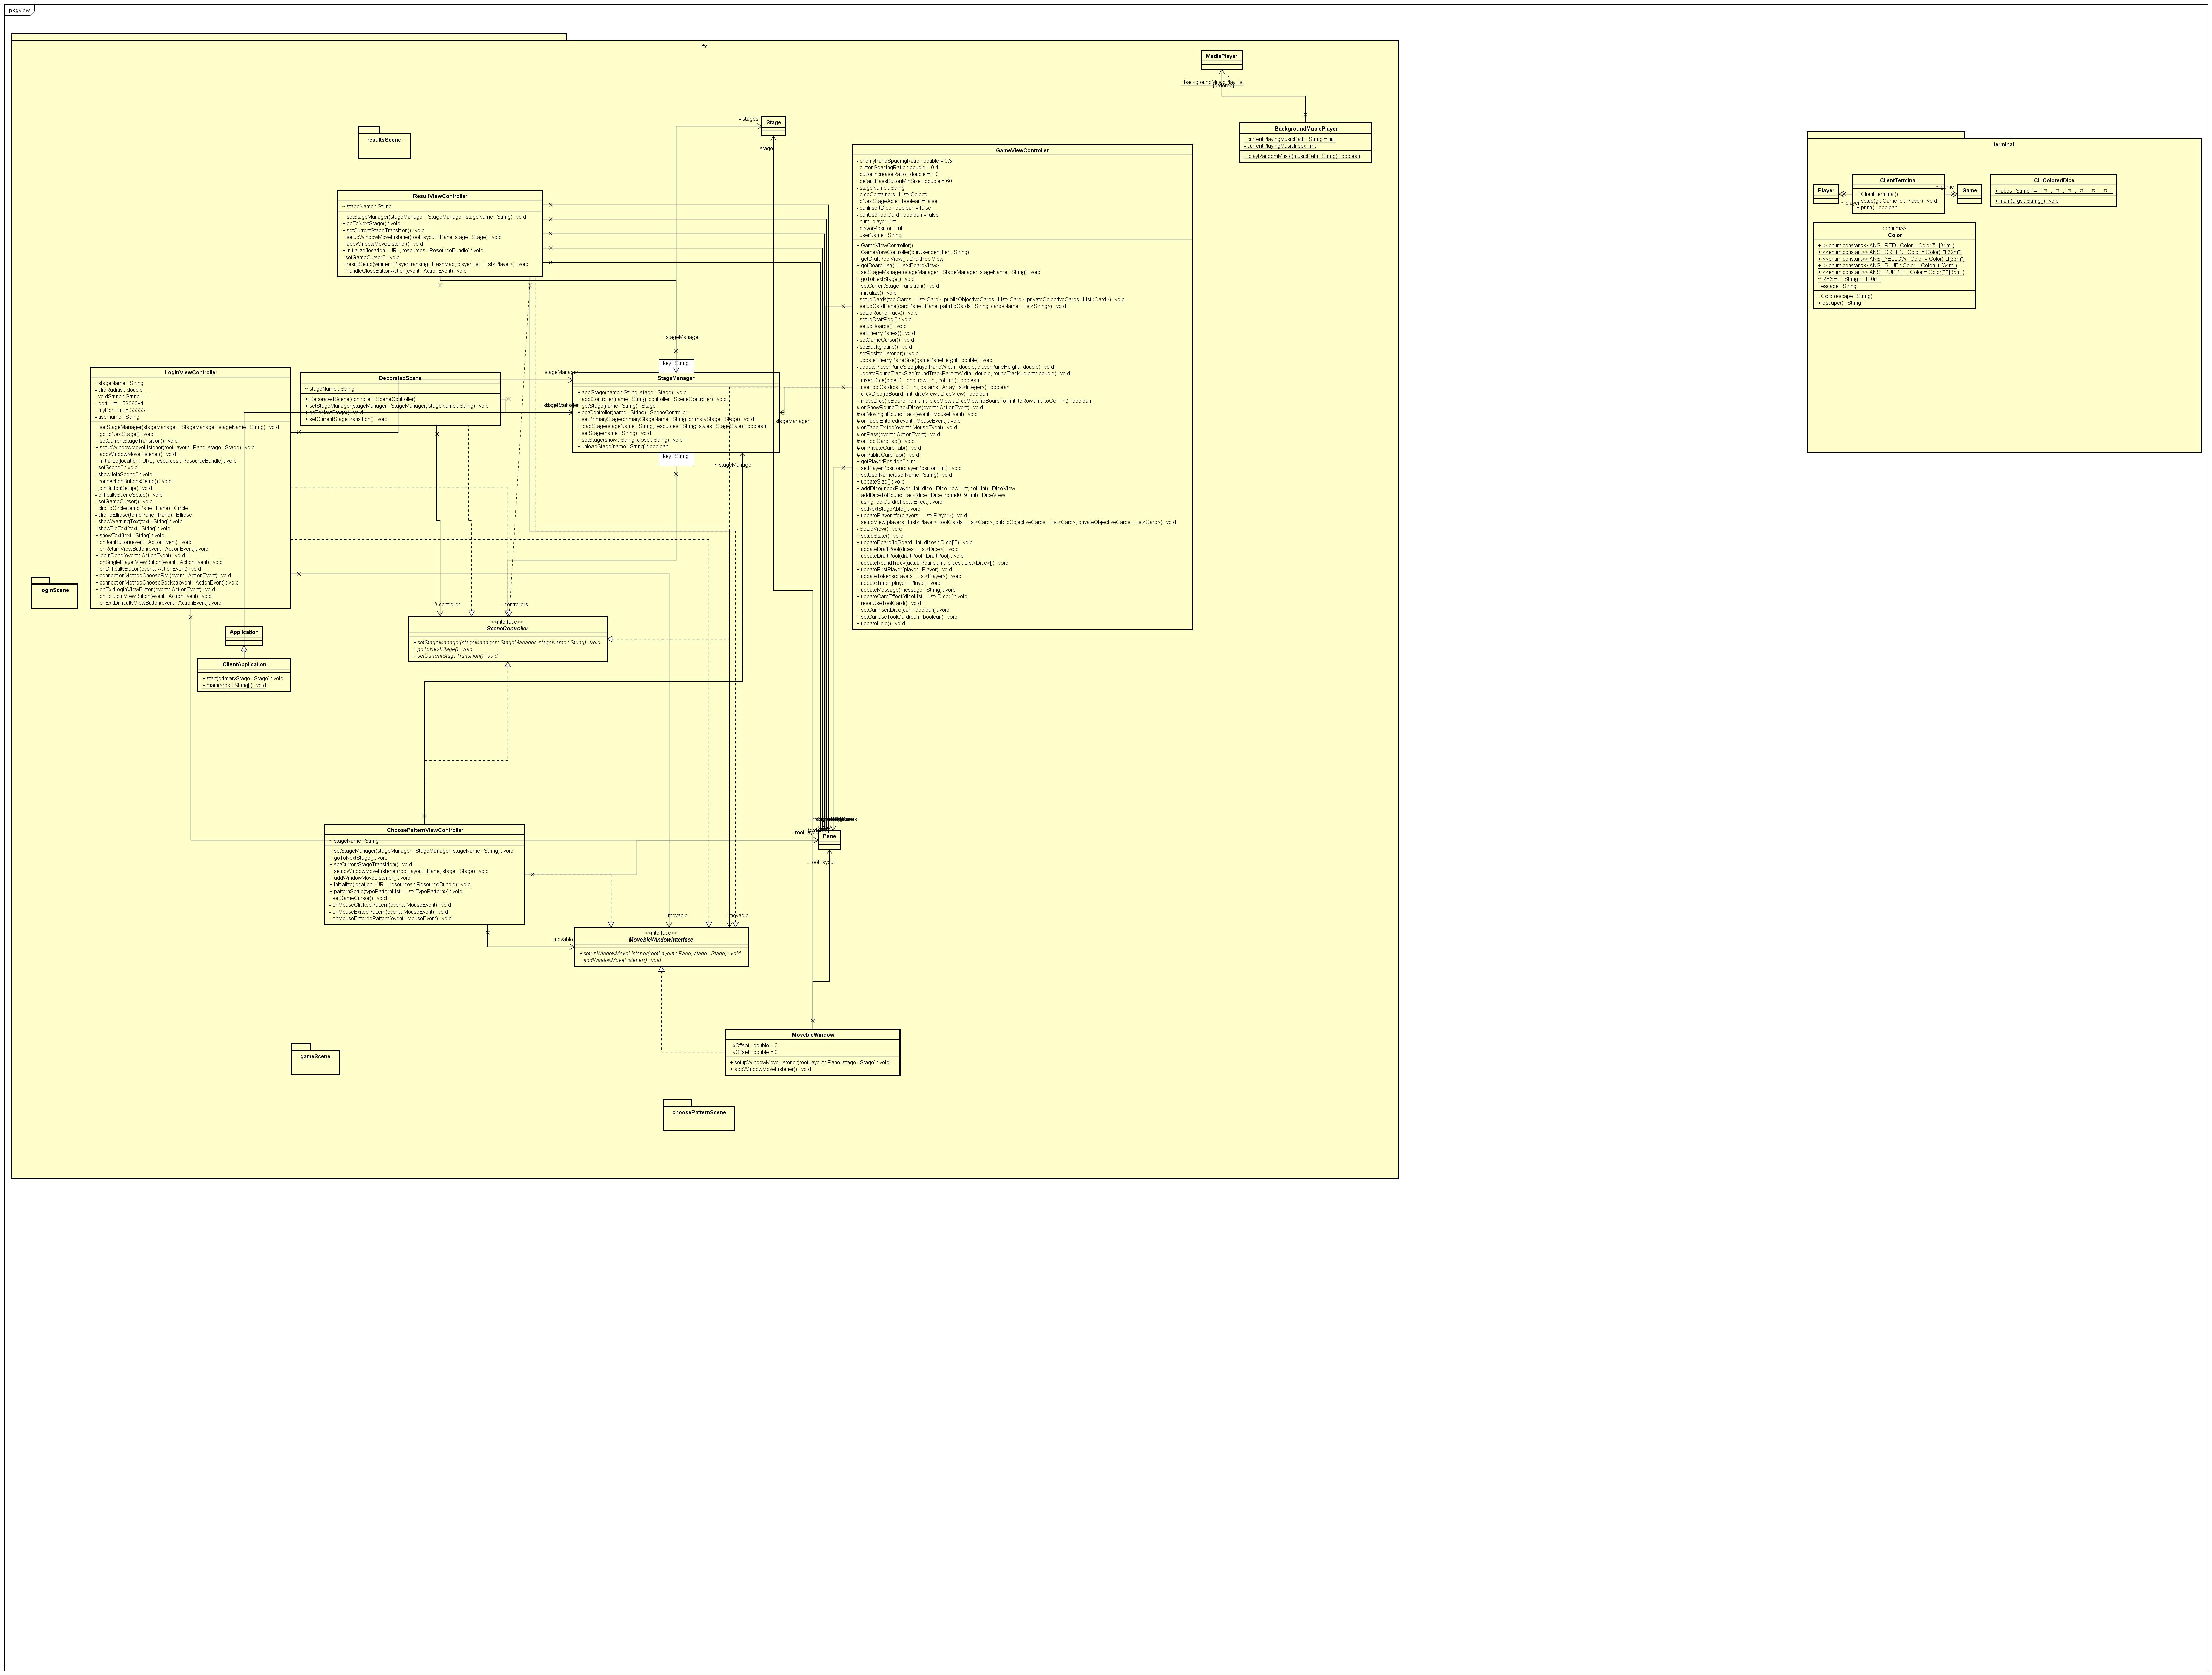 pkg view
fx
MediaPlayer
- backgroundMusicPlayList
{ordered}
*
BackgroundMusicPlayer
- currentPlayingMusicPath : String = null
- currentPlayingMusicIndex : int
+ playRandomMusic(musicPath : String) : boolean
- stages
Stage
- stage
resultsScene
ResultViewController
~ stageName : String
+ setStageManager(stageManager : StageManager, stageName : String) : void
+ goToNextStage() : void
+ setCurrentStageTransition() : void
+ setupWindowMoveListener(rootLayout : Pane, stage : Stage) : void
+ addWindowMoveListener() : void
+ initialize(location : URL, resources : ResourceBundle) : void
- setGameCursor() : void
+ resultSetup(winner : Player, ranking : HashMap, playerList : List<Player>) : void
+ handleCloseButtonAction(event : ActionEvent) : void
GameViewController
- enemyPaneSpacingRatio : double = 0.3
- buttonSpacingRatio : double = 0.4
- buttonIncreaseRatio : double = 1.0
- defaultPassButtonMinSize : double = 60
- stageName : String
- diceContainers : List<Object>
- bNextStageAble : boolean = false
- canInsertDice : boolean = false
- canUseToolCard : boolean = false
- num_player : int
- playerPosition : int
- userName : String
+ GameViewController()
+ GameViewController(ourUserIdentifier : String)
+ getDraftPoolView() : DraftPoolView
+ getBoardList() : List<BoardView>
+ setStageManager(stageManager : StageManager, stageName : String) : void
+ goToNextStage() : void
+ setCurrentStageTransition() : void
+ initialize() : void
- setupCards(toolCards : List<Card>, publicObjectiveCards : List<Card>, privateObjectiveCards : List<Card>) : void
- setupCardPane(cardPane : Pane, pathToCards : String, cardsName : List<String>) : void
- setupRoundTrack() : void
- setupDraftPool() : void
- setupBoards() : void
- setEnemyPanes() : void
- setGameCursor() : void
- setBackground() : void
- setResizeListener() : void
- updateEnemyPaneSize(gamePaneHeight : double) : void
- updatePlayerPaneSize(playerPaneWidth : double, playerPaneHeight : double) : void
- updateRoundTrackSize(roundTrackParentWidth : double, roundTrackHeight : double) : void
+ insertDice(diceID : long, row : int, col : int) : boolean
+ useToolCard(cardID : int, params : ArrayList<Integer>) : boolean
- clickDice(idBoard : int, diceView : DiceView) : boolean
- moveDice(idBoardFrom : int, diceView : DiceView, idBoardTo : int, toRow : int, toCol : int) : boolean
# onShowRoundTrackDices(event : ActionEvent) : void
# onMovingInRoundTrack(event : MouseEvent) : void
# onTabelEntered(event : MouseEvent) : void
# onTabelExited(event : MouseEvent) : void
# onPass(event : ActionEvent) : void
# onToolCardTab() : void
# onPrivateCardTab() : void
# onPublicCardTab() : void
+ getPlayerPosition() : int
+ setPlayerPosition(playerPosition : int) : void
+ setUserName(userName : String) : void
+ updateSize() : void
+ addDice(indexPlayer : int, dice : Dice, row : int, col : int) : DiceView
+ addDiceToRoundTrack(dice : Dice, round0_9 : int) : DiceView
+ usingToolCard(effect : Effect) : void
+ setNextStageAble() : void
+ updatePlayerInfo(players : List<Player>) : void
+ setupView(players : List<Player>, toolCards : List<Card>, publicObjectiveCards : List<Card>, privateObjectiveCards : List<Card>) : void
- SetupView() : void
+ setupState() : void
+ updateBoard(idBoard : int, dices : Dice[][]) : void
+ updateDraftPool(dices : List<Dice>) : void
+ updateDraftPool(draftPool : DraftPool) : void
+ updateRoundTrack(actualRound : int, dices : List<Dice>[]) : void
+ updateFirstPlayer(player : Player) : void
+ updateTokens(players : List<Player>) : void
+ updateTimer(player : Player) : void
+ updateMessage(message : String) : void
+ updateCardEffect(diceList : List<Dice>) : void
+ resetUseToolCard() : void
+ setCanInsertDice(can : boolean) : void
+ setCanUseToolCard(can : boolean) : void
+ updateHelp() : void
~ stageManager
key : String
LoginViewController
- stageName : String
- clipRadius : double
- voidString : String = ""
- port : int = 59090+1
- myPort : int = 33333
- username : String
+ setStageManager(stageManager : StageManager, stageName : String) : void
+ goToNextStage() : void
+ setCurrentStageTransition() : void
+ setupWindowMoveListener(rootLayout : Pane, stage : Stage) : void
+ addWindowMoveListener() : void
+ initialize(location : URL, resources : ResourceBundle) : void
- setScene() : void
- showJoinScene() : void
- connectionButtonsSetup() : void
- joinButtonSetup() : void
- difficultySceneSetup() : void
- setGameCursor() : void
- clipToCircle(tempPane : Pane) : Circle
- clipToEllipse(tempPane : Pane) : Ellipse
- showWarningText(text : String) : void
- showTipText(text : String) : void
+ showText(text : String) : void
+ onJoinButton(event : ActionEvent) : void
+ onReturnViewButton(event : ActionEvent) : void
+ loginDone(event : ActionEvent) : void
+ onSinglePlayerViewButton(event : ActionEvent) : void
+ onDifficultyButton(event : ActionEvent) : void
+ connectionMethodChooseRMI(event : ActionEvent) : void
+ connectionMethodChooseSocket(event : ActionEvent) : void
+ onExitLoginViewButton(event : ActionEvent) : void
+ onExitJoinViewButton(event : ActionEvent) : void
+ onExitDifficultyViewButton(event : ActionEvent) : void
DecoratedScene
~ stageName : String
+ DecoratedScene(controller : SceneController)
+ setStageManager(stageManager : StageManager, stageName : String) : void
+ goToNextStage() : void
+ setCurrentStageTransition() : void
- stageManager
StageManager
+ addStage(name : String, stage : Stage) : void
+ addController(name : String, controller : SceneController) : void
- getStage(name : String) : Stage
+ getController(name : String) : SceneController
+ setPrimaryStage(primaryStageName : String, primaryStage : Stage) : void
+ loadStage(stageName : String, resources : String, styles : StageStyle) : boolean
+ setStage(name : String) : void
+ setStage(show : String, close : String) : void
+ unloadStage(name : String) : boolean
- stageManager
key : String
~ stageManager
loginScene
Application
ClientApplication
+ start(primaryStage : Stage) : void
+ main(args : String[]) : void
# controller
- controllers
<<interface>>
SceneController
+ setStageManager(stageManager : StageManager, stageName : String) : void
+ goToNextStage() : void
+ setCurrentStageTransition() : void
ChoosePatternViewController
~ stageName : String
+ setStageManager(stageManager : StageManager, stageName : String) : void
+ goToNextStage() : void
+ setCurrentStageTransition() : void
+ setupWindowMoveListener(rootLayout : Pane, stage : Stage) : void
+ addWindowMoveListener() : void
+ initialize(location : URL, resources : ResourceBundle) : void
+ patternSetup(typePatternList : List<TypePattern>) : void
- setGameCursor() : void
- onMouseClickedPattern(event : MouseEvent) : void
- onMouseExitedPattern(event : MouseEvent) : void
- onMouseEnteredPattern(event : MouseEvent) : void
Pane
- rootLayout
- movable
- movable
- movable
<<interface>>
MovebleWindowInterface
+ setupWindowMoveListener(rootLayout : Pane, stage : Stage) : void
+ addWindowMoveListener() : void
MovebleWindow
- xOffset : double = 0
- yOffset : double = 0
+ setupWindowMoveListener(rootLayout : Pane, stage : Stage) : void
+ addWindowMoveListener() : void
gameScene
choosePatternScene
terminal
Player
~ player
ClientTerminal
+ ClientTerminal()
+ setup(g : Game, p : Player) : void
+ print() : boolean
~ game
Game
CLIColoredDice
+ main(args : String[]) : void
<<enum>>
Color
+ <<enum constant>> ANSI_RED : Color = Color("[31m")
+ <<enum constant>> ANSI_GREEN : Color = Color("[32m")
+ <<enum constant>> ANSI_YELLOW : Color = Color("[33m")
+ <<enum constant>> ANSI_BLUE : Color = Color("[34m")
+ <<enum constant>> ANSI_PURPLE : Color = Color("[35m")
~ RESET : String = "[0m"
- escape : String
- Color(escape : String)
+ escape() : String